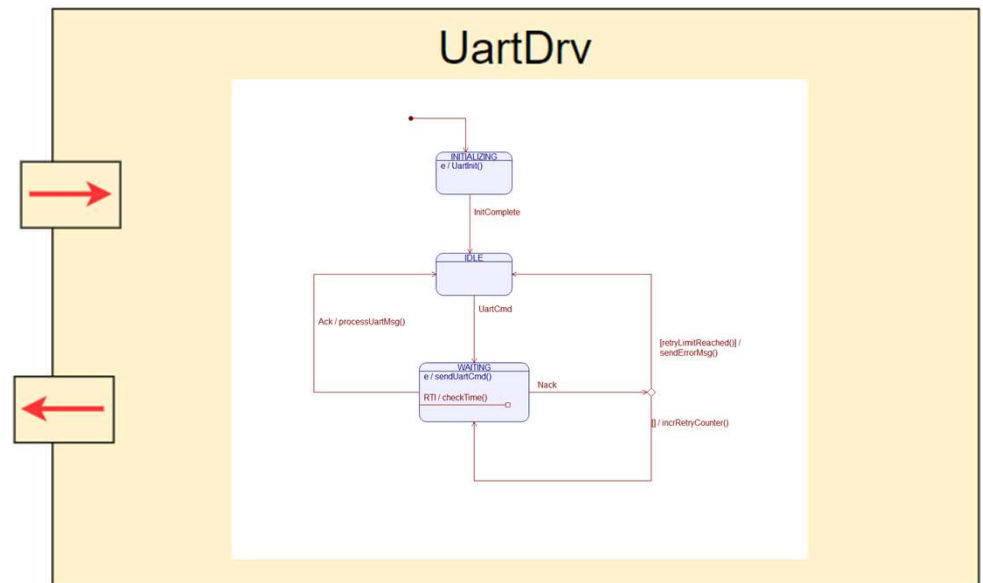 UartDrv
INITIALIZING
e / UartInit()
InitComplete
IDLE
UartCmd
Ack / processUartMsg()
[retryLimitReached()] /
sendErrorMsg()
WAITING
e / sendUartCmd()
Nack
RTI / checkTime()
[] / incrRetryCounter()